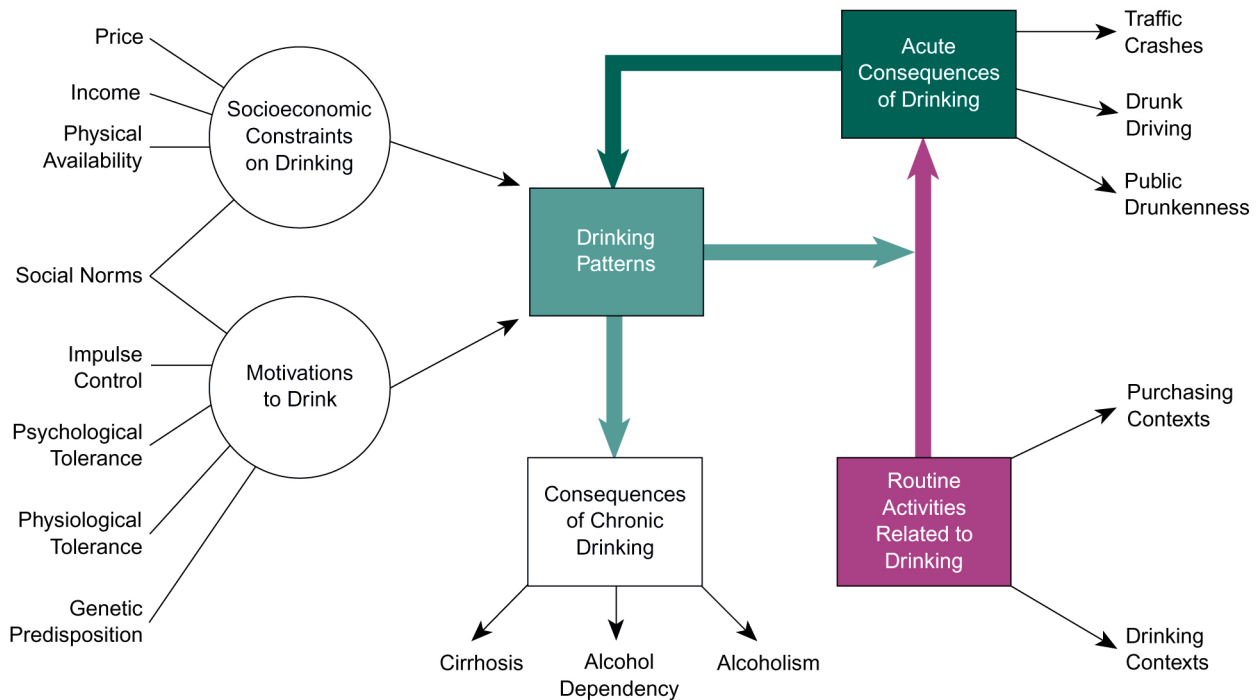 Price
Income
Physical
Availability
Social Norms
Impulse
Control
Psychological
Tolerance
Physiological
Tolerance
Genetic
Predisposition
Socioeconomic
Constraints
on Drinking
Motivations
to Drink
Drinking
Patterns
Consequences
of Chronic
Drinking
Cirrhosis
Alcohol
Dependency
Alcoholism
Acute
Consequences
of Drinking
Traffic
Crashes
Drunk
Driving
Public
Drunkenness
Routine
Activities
Related to
Drinking
Purchasing
Contexts
Drinking
Contexts